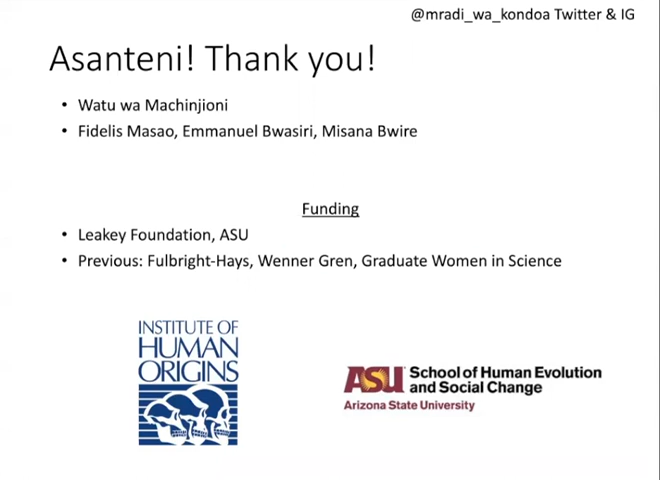 @mradi_wa_kondoa Twitter & IG
Asanteni! Thank you!
• Watu wa Machinjioni
• Fidelis Masao, Emmanuel Bwasiri, Misana Bwire
Funding
• Leakey Foundation, ASU
• Previous: Fulbright-Hays, Wenner Gren, Graduate Women in Science
INSTITUTE OF
HUMAN
ORIGINS
ASU School of Human Evolution
and Social Change
Arizona State University